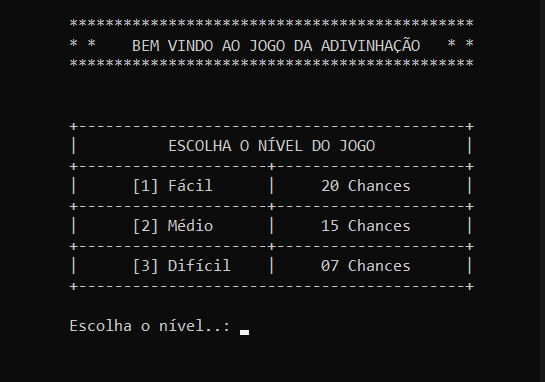 *********************************************
* *    BEM VINDO AO JOGO DA ADIVINHAÇÃO   * *
*********************************************
+-------------------------------------------+
|          ESCOLHA O NÍVEL DO JOGO          |
+---------------------+---------------------+
|      [1] Fácil      |     20 Chances      |
+---------------------+---------------------+
|      [2] Médio      |     15 Chances      |
+---------------------+---------------------+
|      [3] Difícil    |     07 Chances      |
+-------------------------------------------+
Escolha o nível..: _